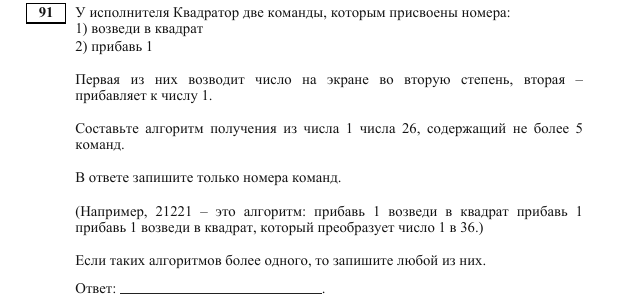 91
У исполнителя Квадратор две команды, которым присвоены номера:
1) возведи в квадрат
2) прибавь 1
Первая из них возводит число на экране во вторую степень, вторая –
прибавляет к числу 1.
Составьте алгоритм получения из числа 1 числа 26, содержащий не более 5
команд.
В ответе запишите только номера команд.
(Например, 21221 – это алгоритм: прибавь 1 возведи в квадрат прибавь 1
прибавь 1 возведи в квадрат, который преобразует число 1 в 36.)
Если таких алгоритмов более одного, то запишите любой из них.
Ответ: ______________________________.